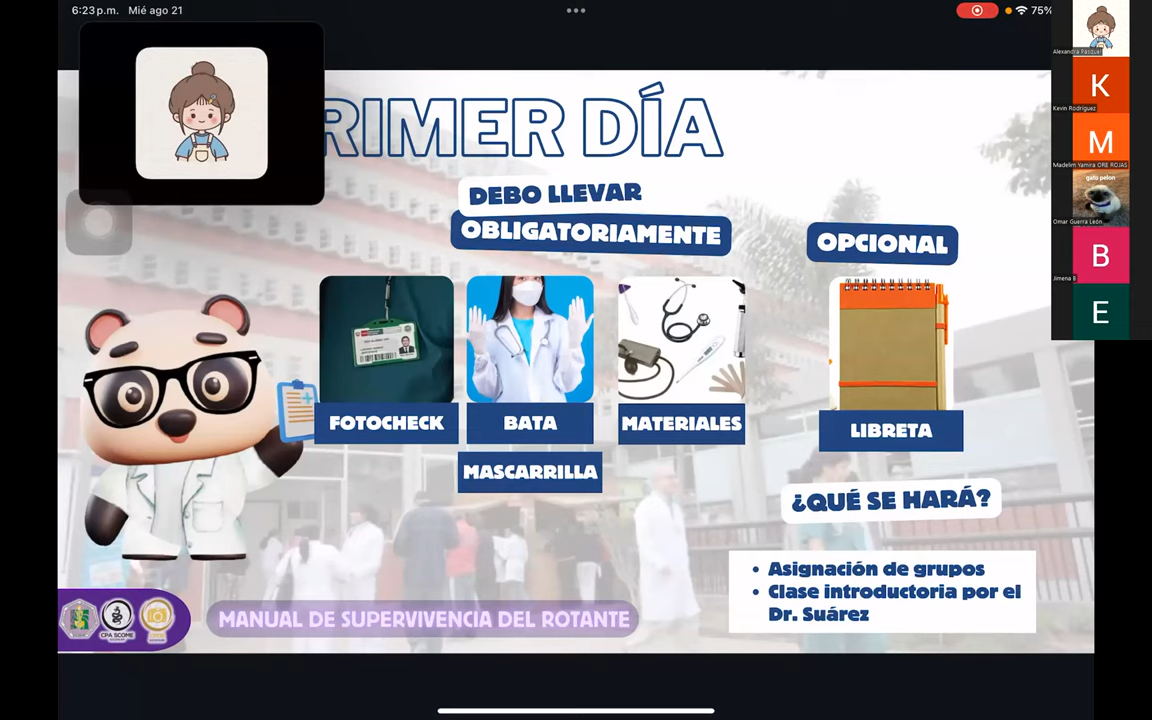 6:23 p.m. Mié ago 21
75%
RIMER DÍA
DEBO LLEVAR
OBLIGATORIAMENTE
OPCIONAL
FOTOCHECK
BATA
MATERIALES
LIBRETA
MASCARRILLA
¿QUÉ SE HARÁ?
• Asignación de grupos
• Clase introductoria por el
Dr. Suárez
CPA SCOME
MANUAL DE SUPERVIVENCIA DEL ROTANTE
Alexandra Pasquel
K
Kevin Rodríguez
M
Madelim Yamira ORE ROJAS
gato pelon
Omar Guerra León
B
Jimena B
E